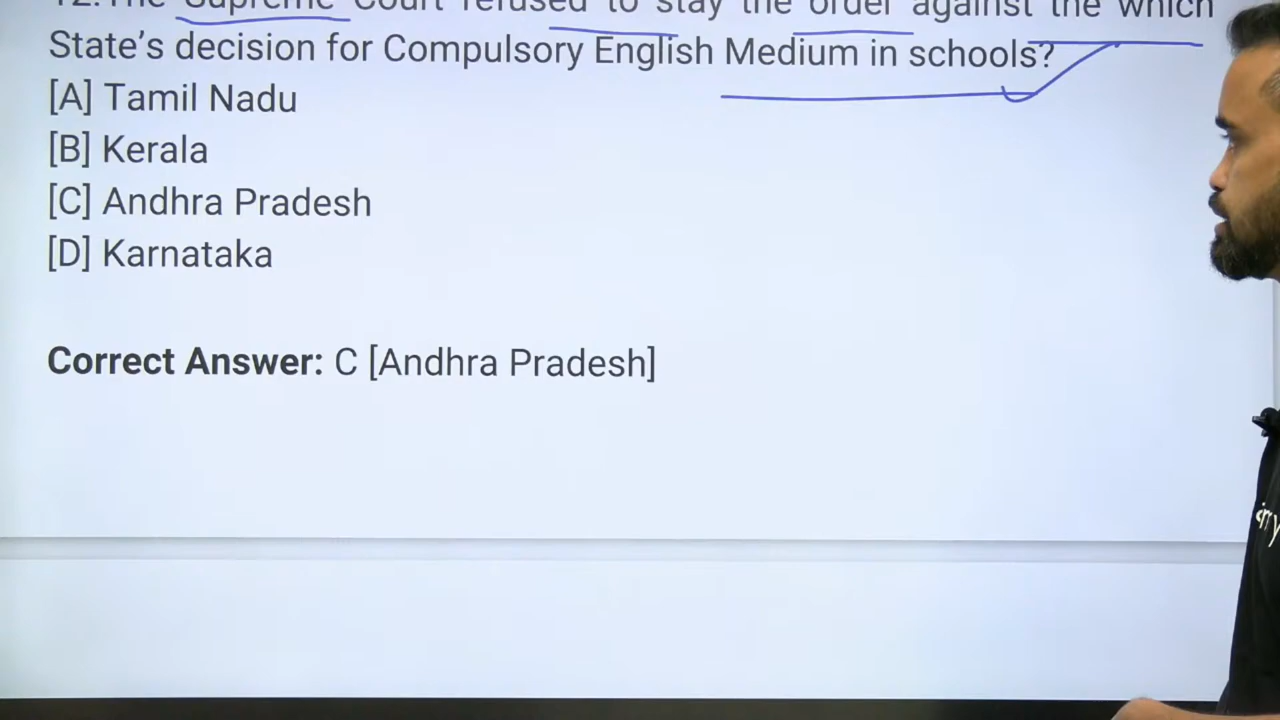 12.The Supreme Court refused to stay the order against the which
State's decision for Compulsory English Medium in schools?
[A] Tamil Nadu
[B] Kerala
[C] Andhra Pradesh
[D] Karnataka
Correct Answer: C [Andhra Pradesh]